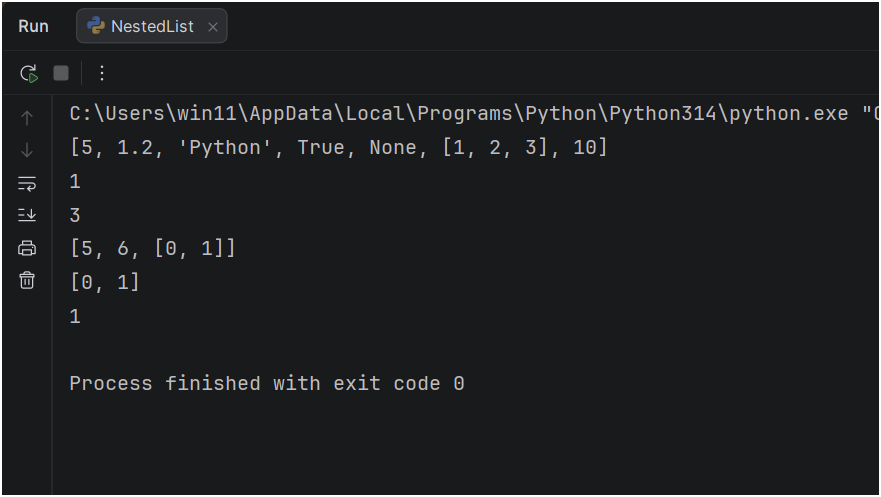 Run NestedList
C:\Users\win11\AppData\Local\Programs\Python\Python314\python.exe "
[5, 1.2, 'Python', True, None, [1, 2, 3], 10]
1
3
[5, 6, [0, 1]]
[0, 1]
1
Process finished with exit code 0